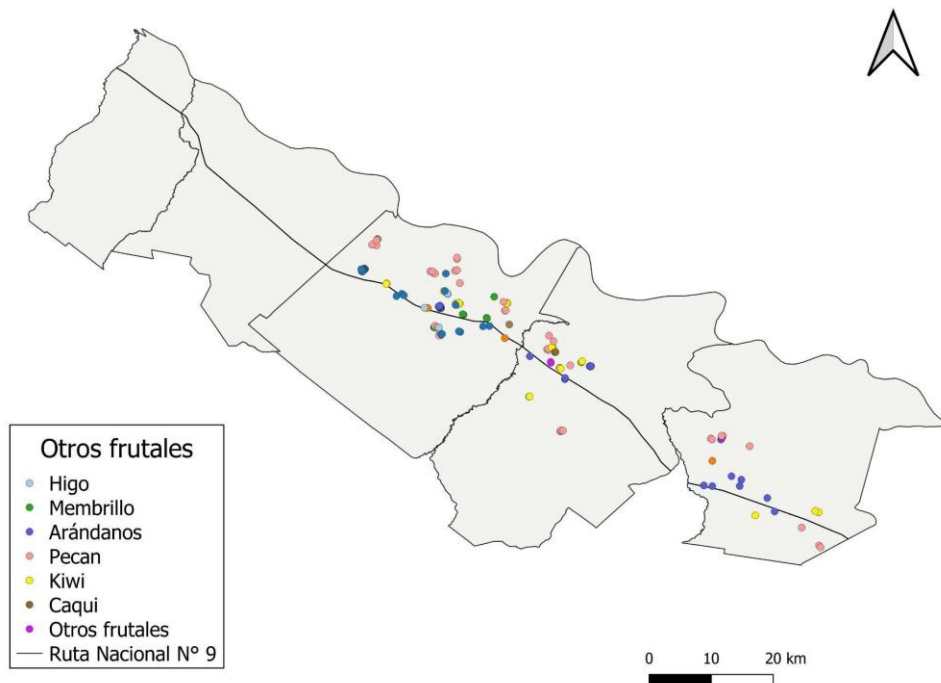 Otros frutales
Higo
Membrillo
Arándanos
Pecan
Kiwi
Caqui
Otros frutales
Ruta Nacional N° 9
0 10 20 km